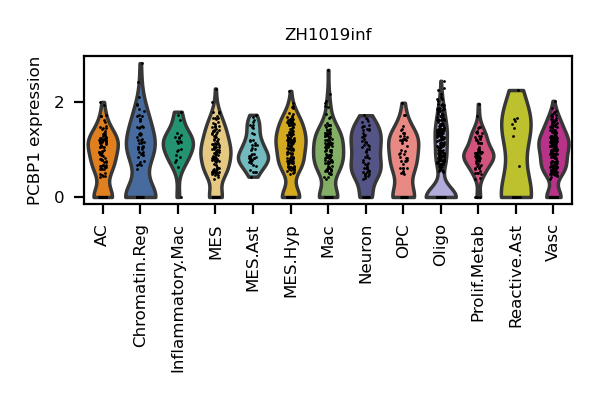 ZH1019inf
PCBP1 expression
2
0
AC
Chromatin.Reg
Inflammatory.Mac
MES
MES.Ast
MES.Hyp
Mac
Neuron
OPC
Oligo
Prolif.Metab
Reactive.Ast
Vasc